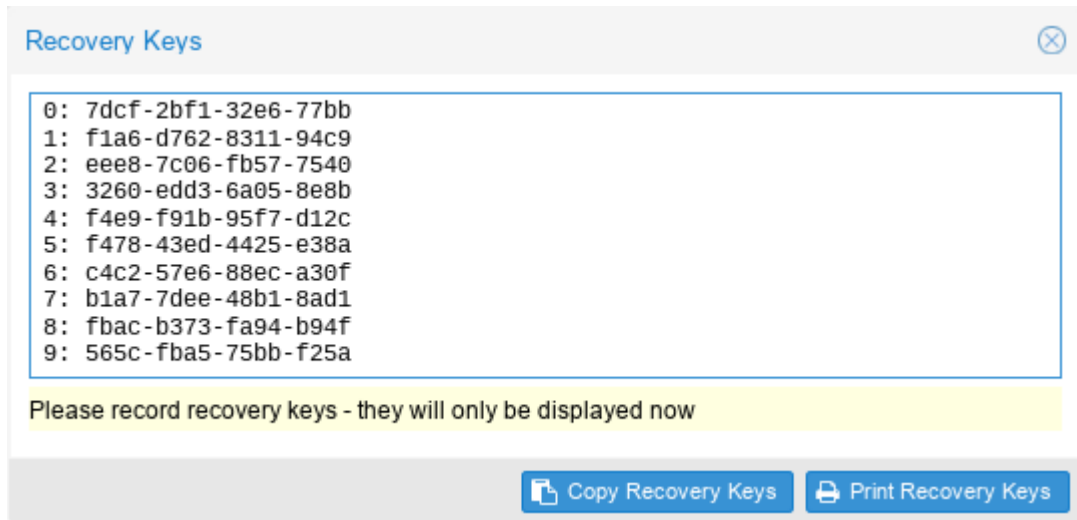 Recovery Keys
0: 7dcf-2bf1-32e6-77bb
1: f1a6-d762-8311-94c9
2: eee8-7c06-fb57-7540
3: 3260-edd3-6a05-8e8b
4: f4e9-f91b-95f7-d12c
5: f478-43ed-4425-e38a
6: c4c2-57e6-88ec-a30f
7: b1a7-7dee-48b1-8ad1
8: fbac-b373-fa94-b94f
9: 565c-fba5-75bb-f25a
Please record recovery keys - they will only be displayed now
Copy Recovery Keys
Print Recovery Keys